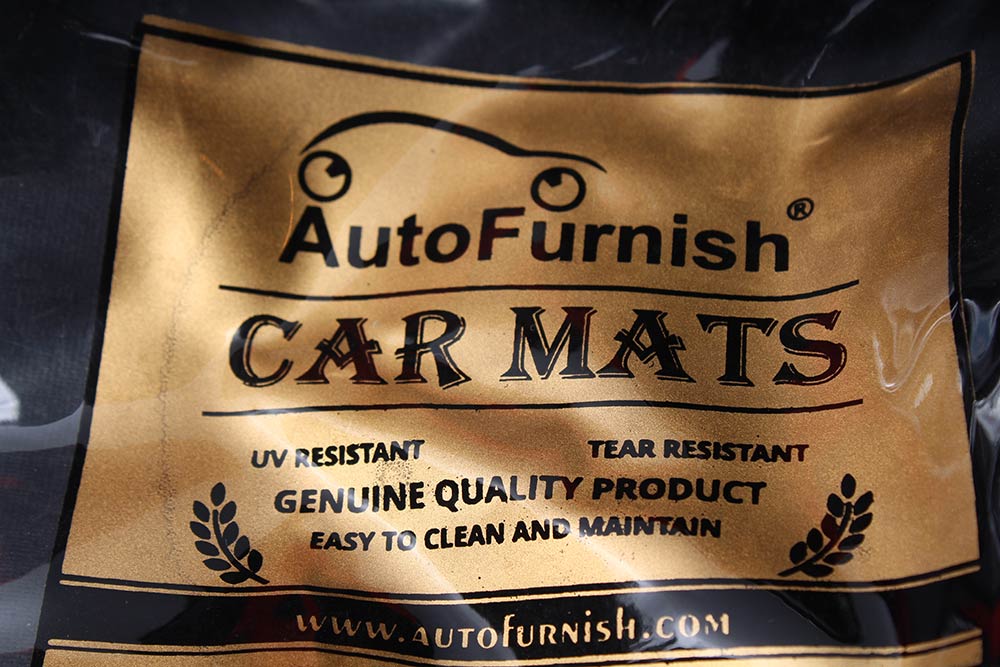 AutoFurnish®
CAR MATS
UV RESISTANT TEAR RESISTANT
GENUINE QUALITY PRODUCT
EASY TO CLEAN AND MAINTAIN
www.AUTOFURNISH.COM